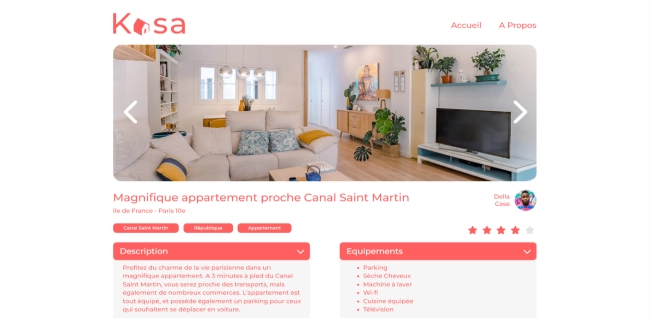 Kasa
Accueil
A Propos
Magnifique appartement proche Canal Saint Martin
Ile de France - Paris 10e
Della
Case
Canal Saint Martin
République
Appartement
Description
Profitez du charme de la vie parisienne dans un
magnifique appartement. A 3 minutes à pied du Canal
Saint Martin, vous serez proche des transports, mais
également de nombreux commerces. L'appartement est
tout équipé, et possède également un parking pour ceux
qui souhaitent se déplacer en voiture.
Equipements
Parking
Sèche Cheveux
Machine à laver
Wi-fi
Cuisine équipée
Télévision